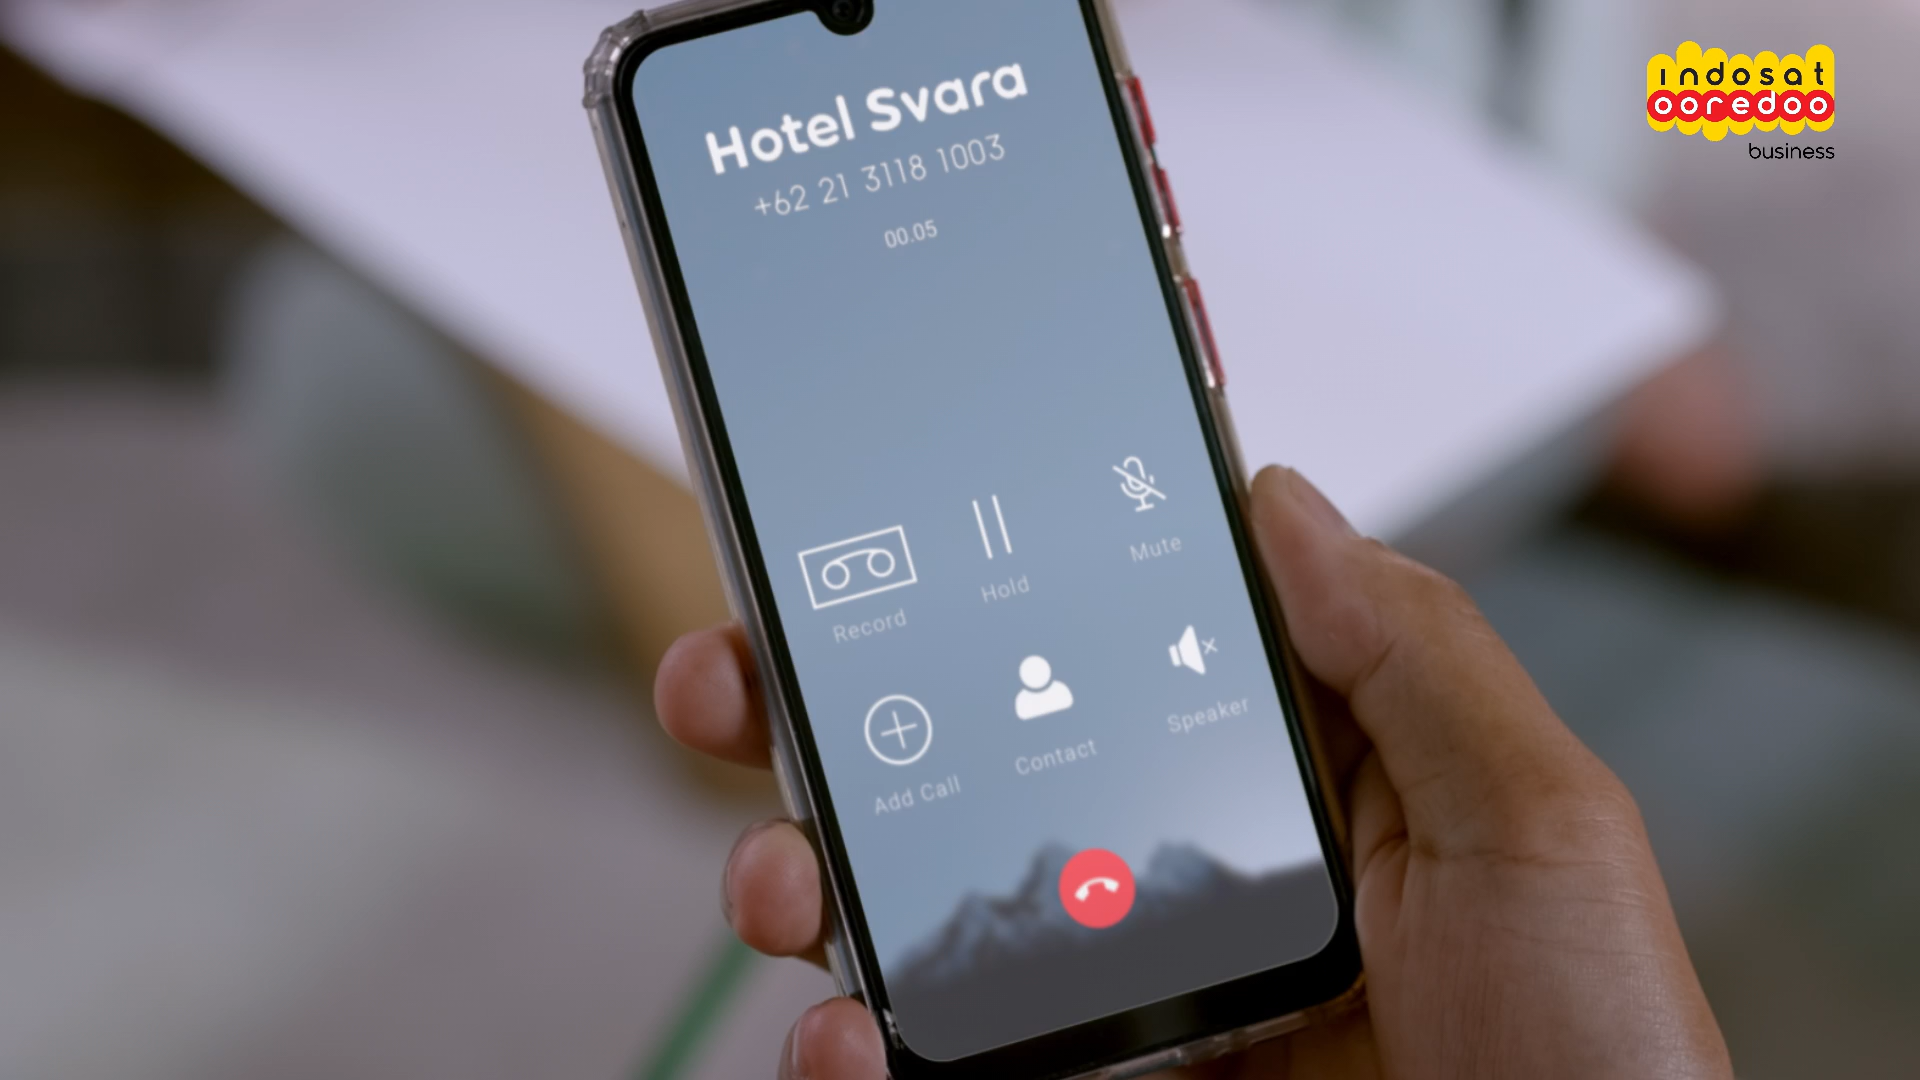 Hotel Svara
+62 21 3118 1003
00.05
Record
Hold
Mute
Add Call
Contact
Speaker
indosat
ooredoo
business